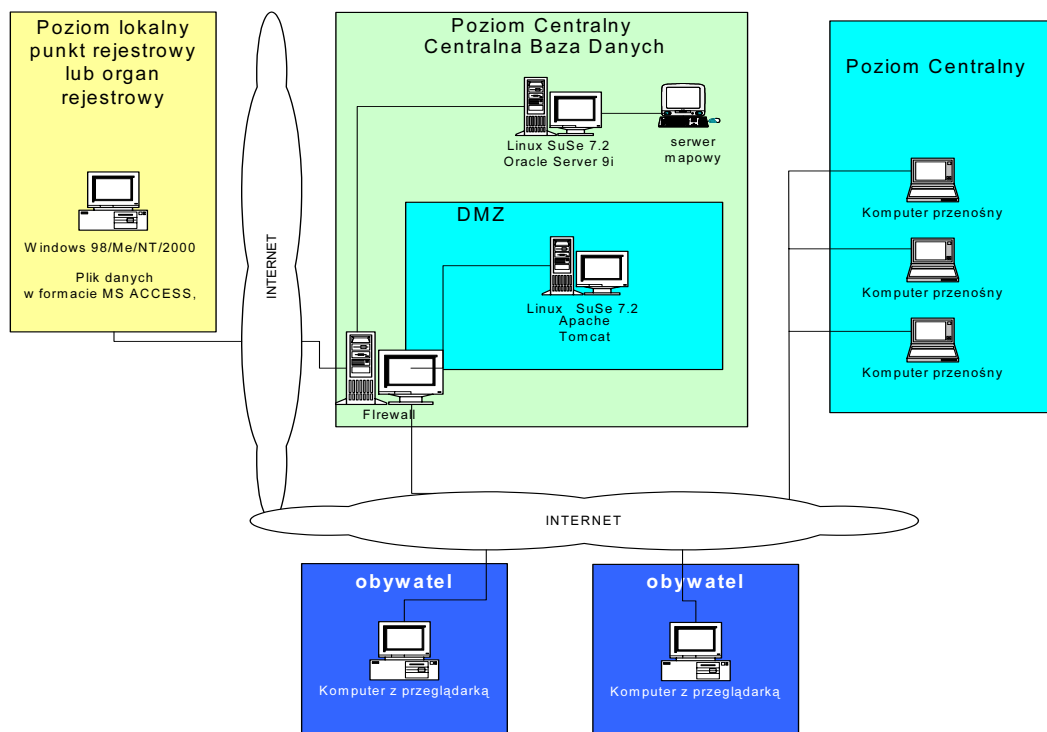 Poziom lokalny
punkt rejestrowy
lub organ
rejestrowy
Windows 98/Me/NT/2000
Plik danych
w formacie MS ACCESS,
INTERNET
Poziom Centralny
Centralna Baza Danych
Linux SuSe 7.2
Oracle Server 9i
serwer
mapowy
DMZ
Linux SuSe 7.2
Apache
Tomcat
FIrewall
Poziom Centralny
Komputer przenośny
Komputer przenośny
Komputer przenośny
INTERNET
obywatel
Komputer z przeglądarką
obywatel
Komputer z przeglądarką